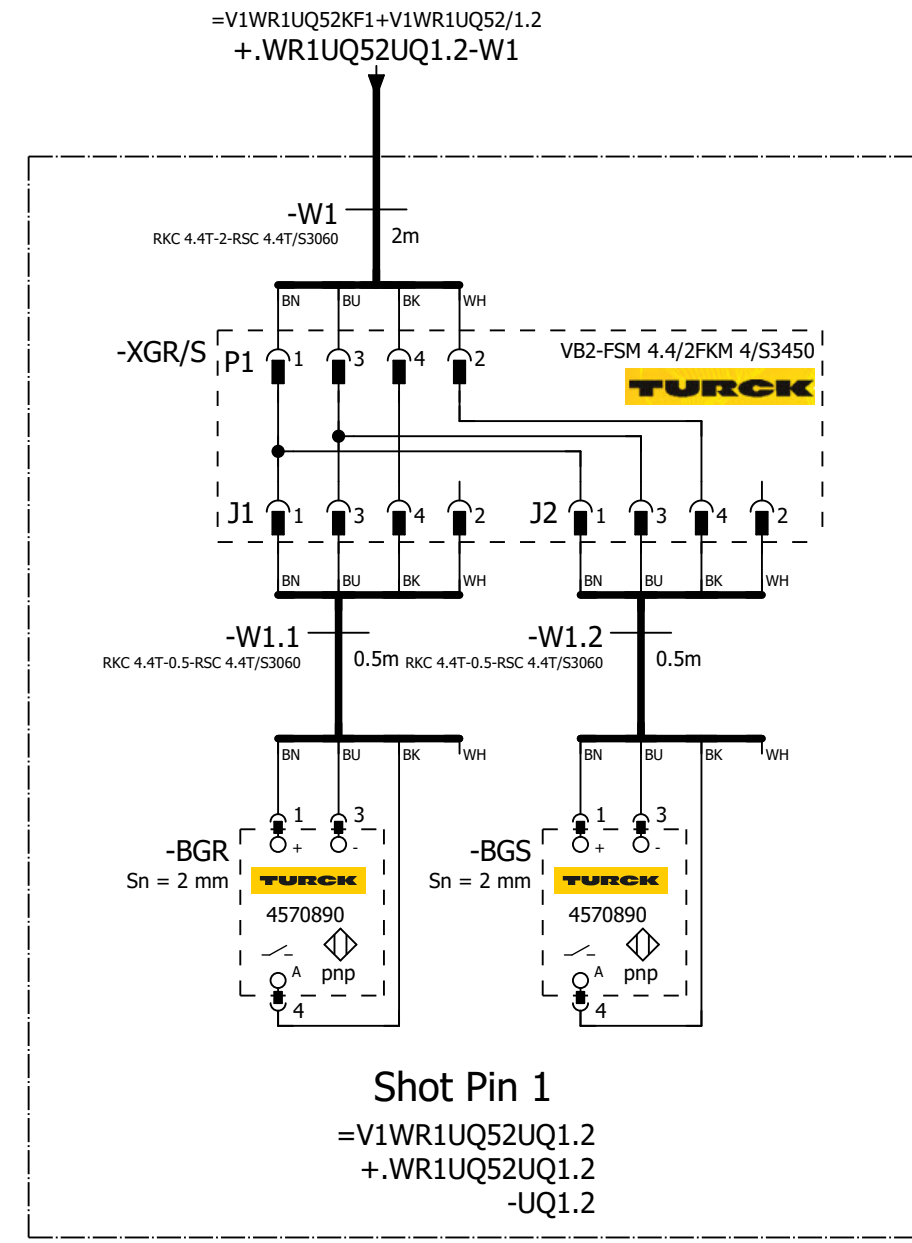 =V1WR1UQ52KF1+V1WR1UQ52/1.2
+.WR1UQ52UQ1.2-W1
-W1
RKC 4.4T-2-RSC 4.4T/S3060
2m
BN BU BK WH
-XGR/S
P1 1 3 4 2
VB2-FSM 4.4/2FKM 4/S3450
TURCK
J1 1 3 4 2
J2 1 3 4 2
BN BU BK WH
BN BU BK WH
-W1.1
RKC 4.4T-0.5-RSC 4.4T/S3060
0.5m
-W1.2
RKC 4.4T-0.5-RSC 4.4T/S3060
0.5m
BN BU BK WH
BN BU BK WH
1 3
+ -
-BGR
Sn = 2 mm
TURCK
4570890
A pnp
4
1 3
+ -
-BGS
Sn = 2 mm
TURCK
4570890
A pnp
4
Shot Pin 1
=V1WR1UQ52UQ1.2
+.WR1UQ52UQ1.2
-UQ1.2